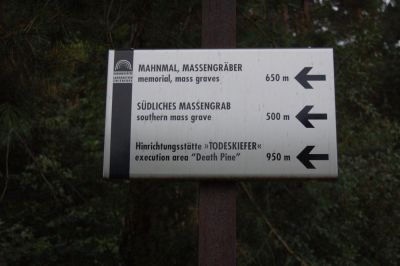 MAHNMAL, MASSENGRÄBER
memorial, mass graves 650 m
SÜDLICHES MASSENGRAB
southern mass grave 500 m
Hinrichtungsstätte »TODESKIEFER«
execution area "Death Pine" 950 m